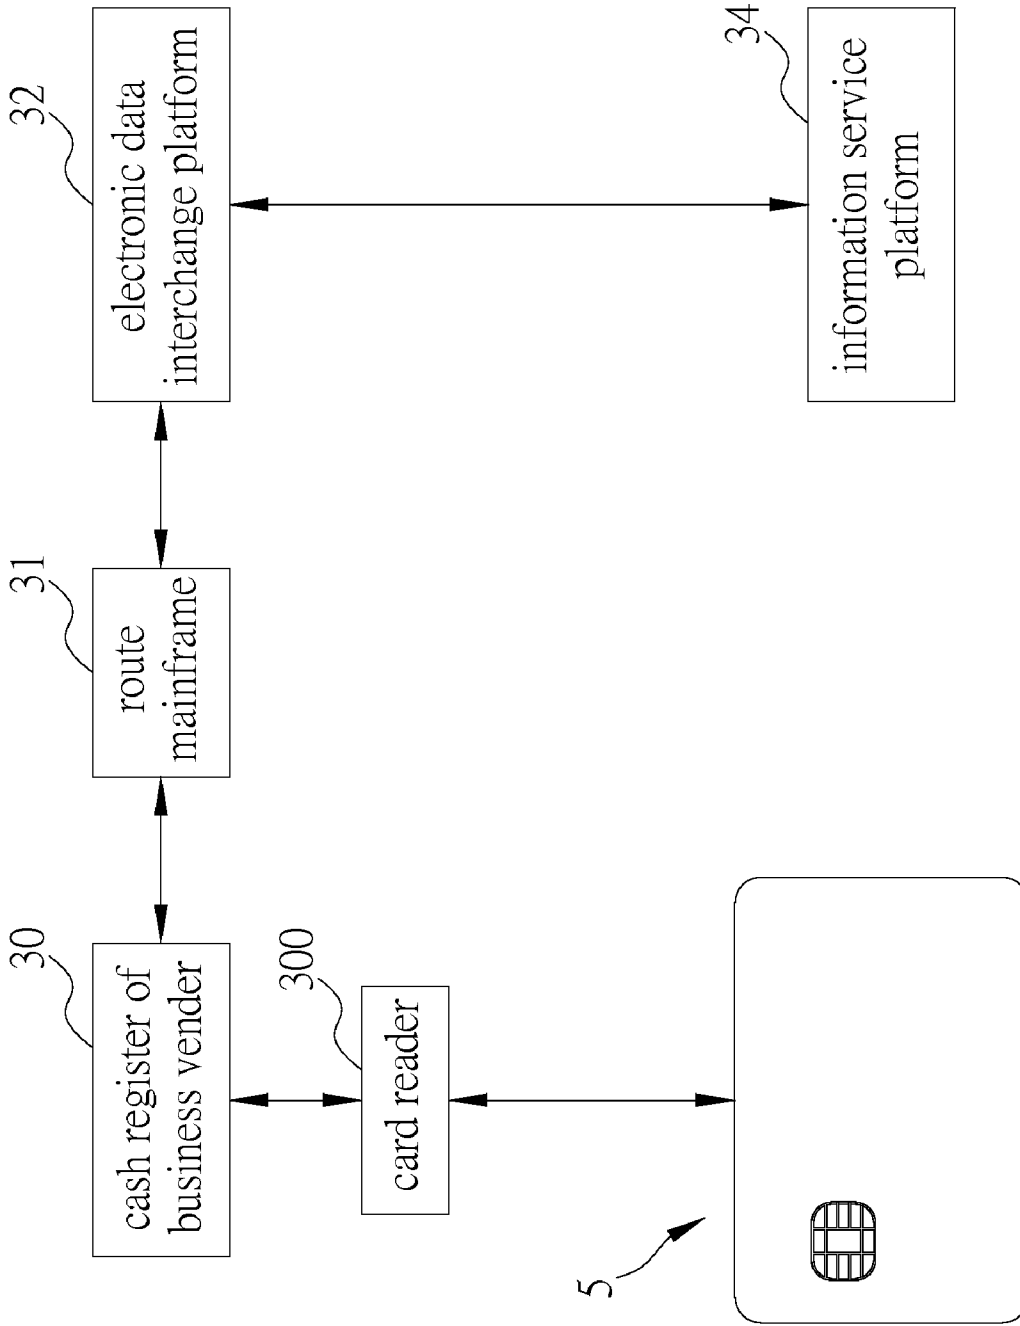 30
cash register of
business vender
31
route
mainframe
32
electronic data
interchange platform
300
card reader
34
information service
platform
5